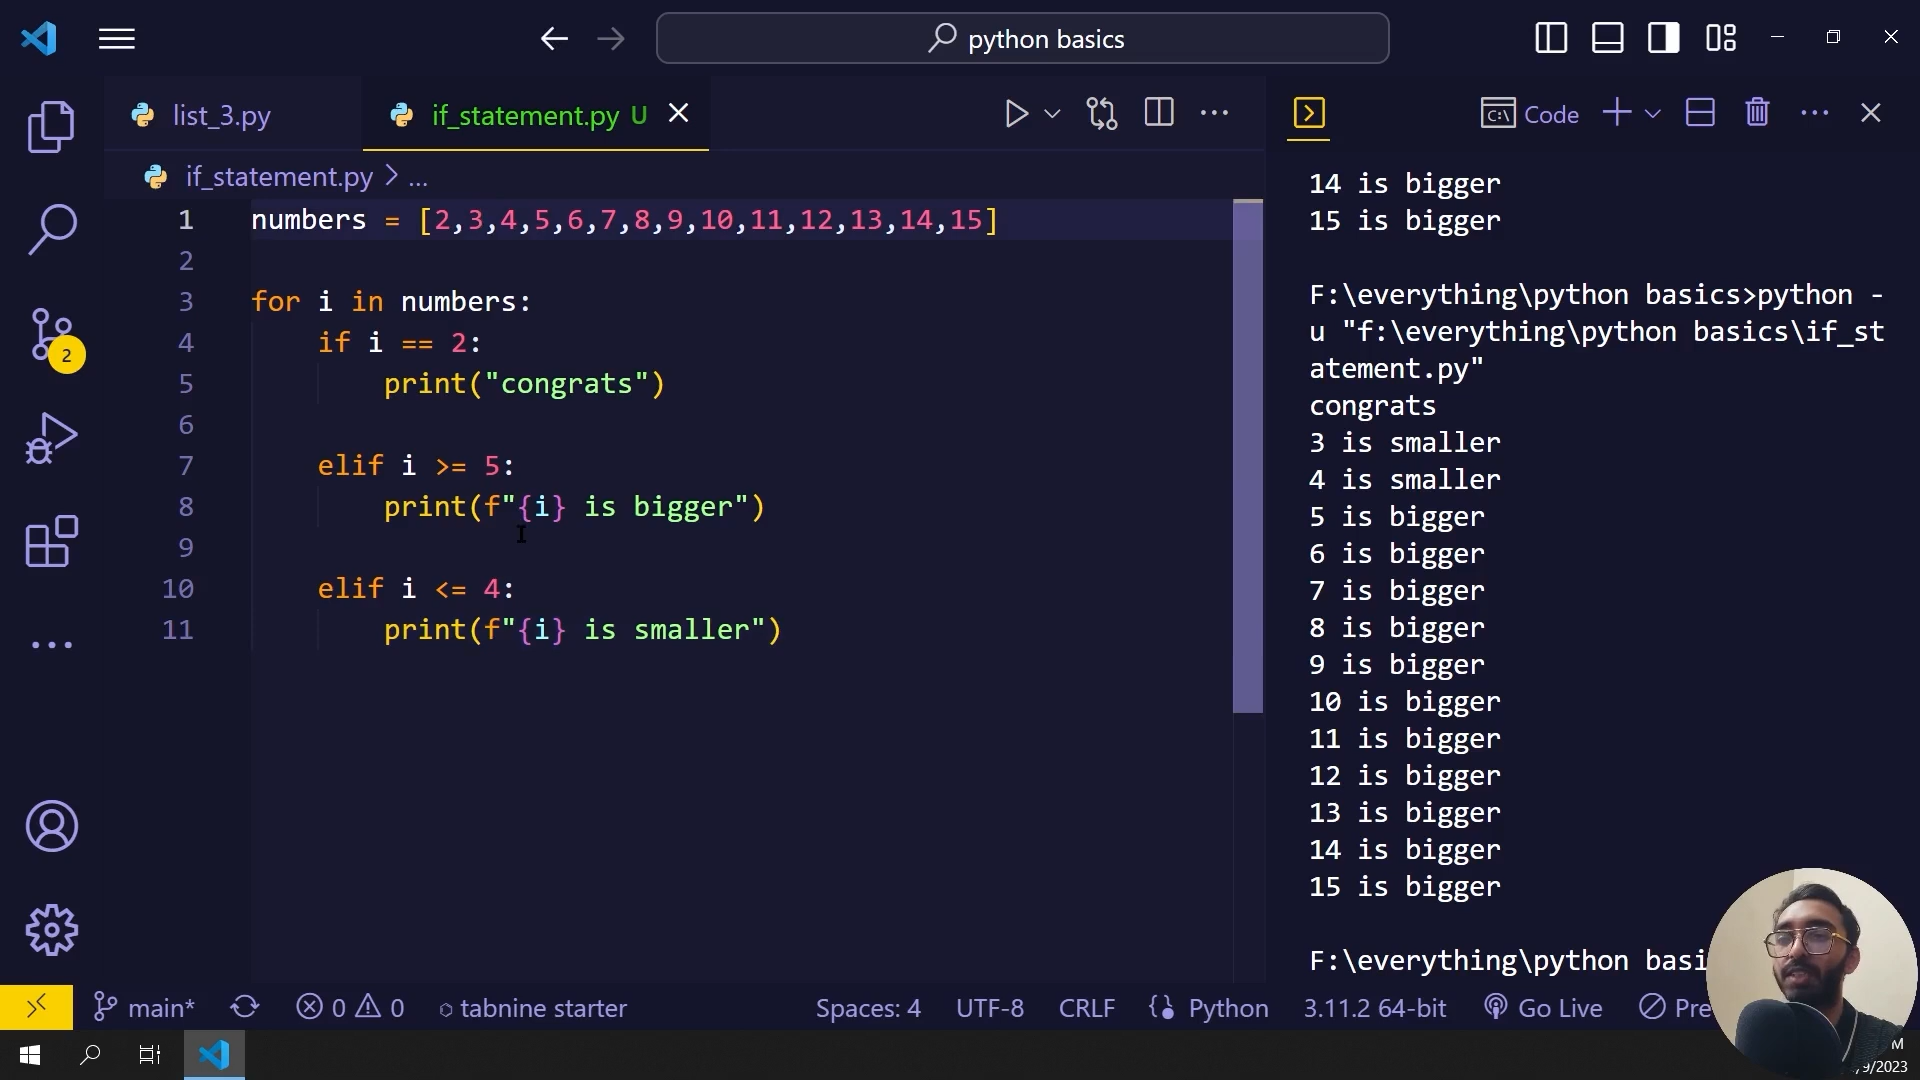 python basics
list_3.py
if_statement.py U
Code
if_statement.py > ...
1 numbers = [2,3,4,5,6,7,8,9,10,11,12,13,14,15]
2
3 for i in numbers:
4 if i == 2:
5 print("congrats")
6
7 elif i >= 5:
8 print(f"{i} is bigger")
9
10 elif i <= 4:
11 print(f"{i} is smaller")
14 is bigger
15 is bigger
F:\everything\python basics>python -
u "f:\everything\python basics\if_st
atement.py"
congrats
3 is smaller
4 is smaller
5 is bigger
6 is bigger
7 is bigger
8 is bigger
9 is bigger
10 is bigger
11 is bigger
12 is bigger
13 is bigger
14 is bigger
15 is bigger
F:\everything\python basi
2
main* 0 0 tabnine starter Spaces: 4 UTF-8 CRLF Python 3.11.2 64-bit Go Live Pre
M
/9/2023